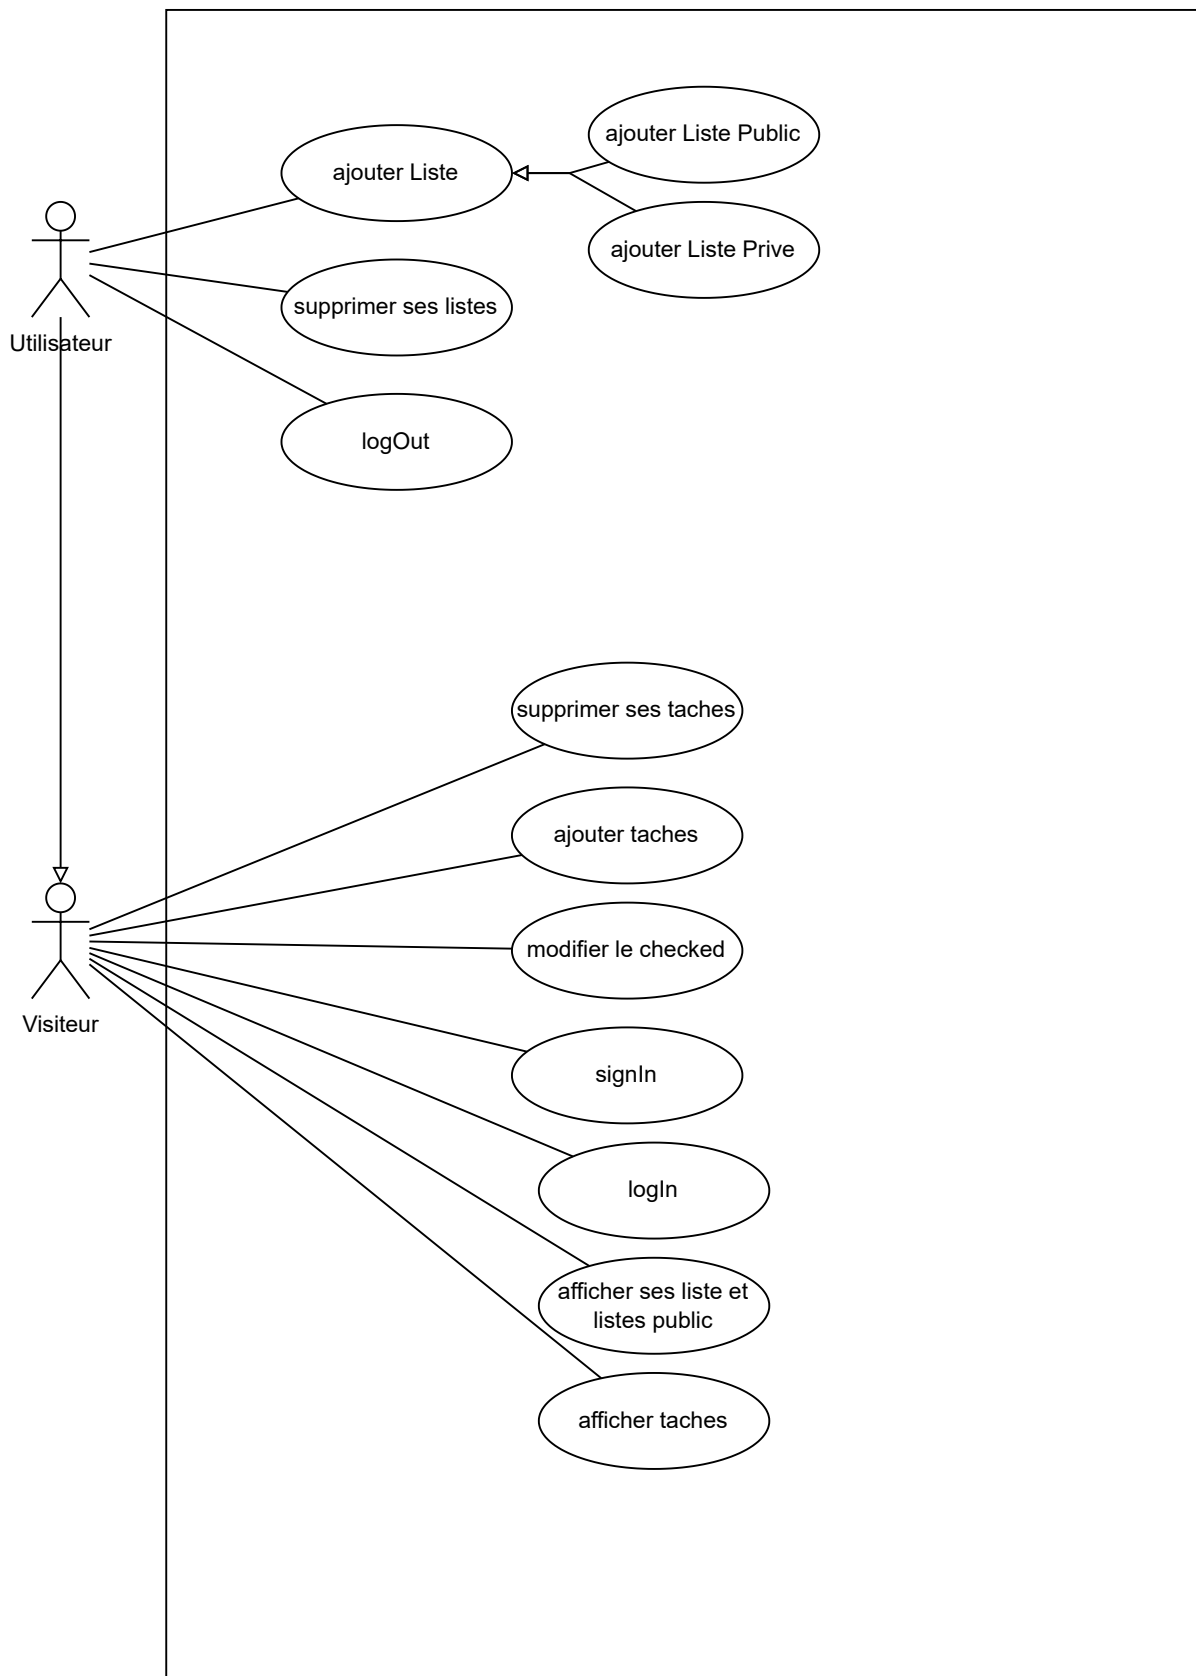 ajouter Liste Public
ajouter Liste
ajouter Liste Prive
supprimer ses listes
Utilisateur
logOut
supprimer ses taches
ajouter taches
modifier le checked
Visiteur
signIn
logIn
afficher ses liste et
listes public
afficher taches